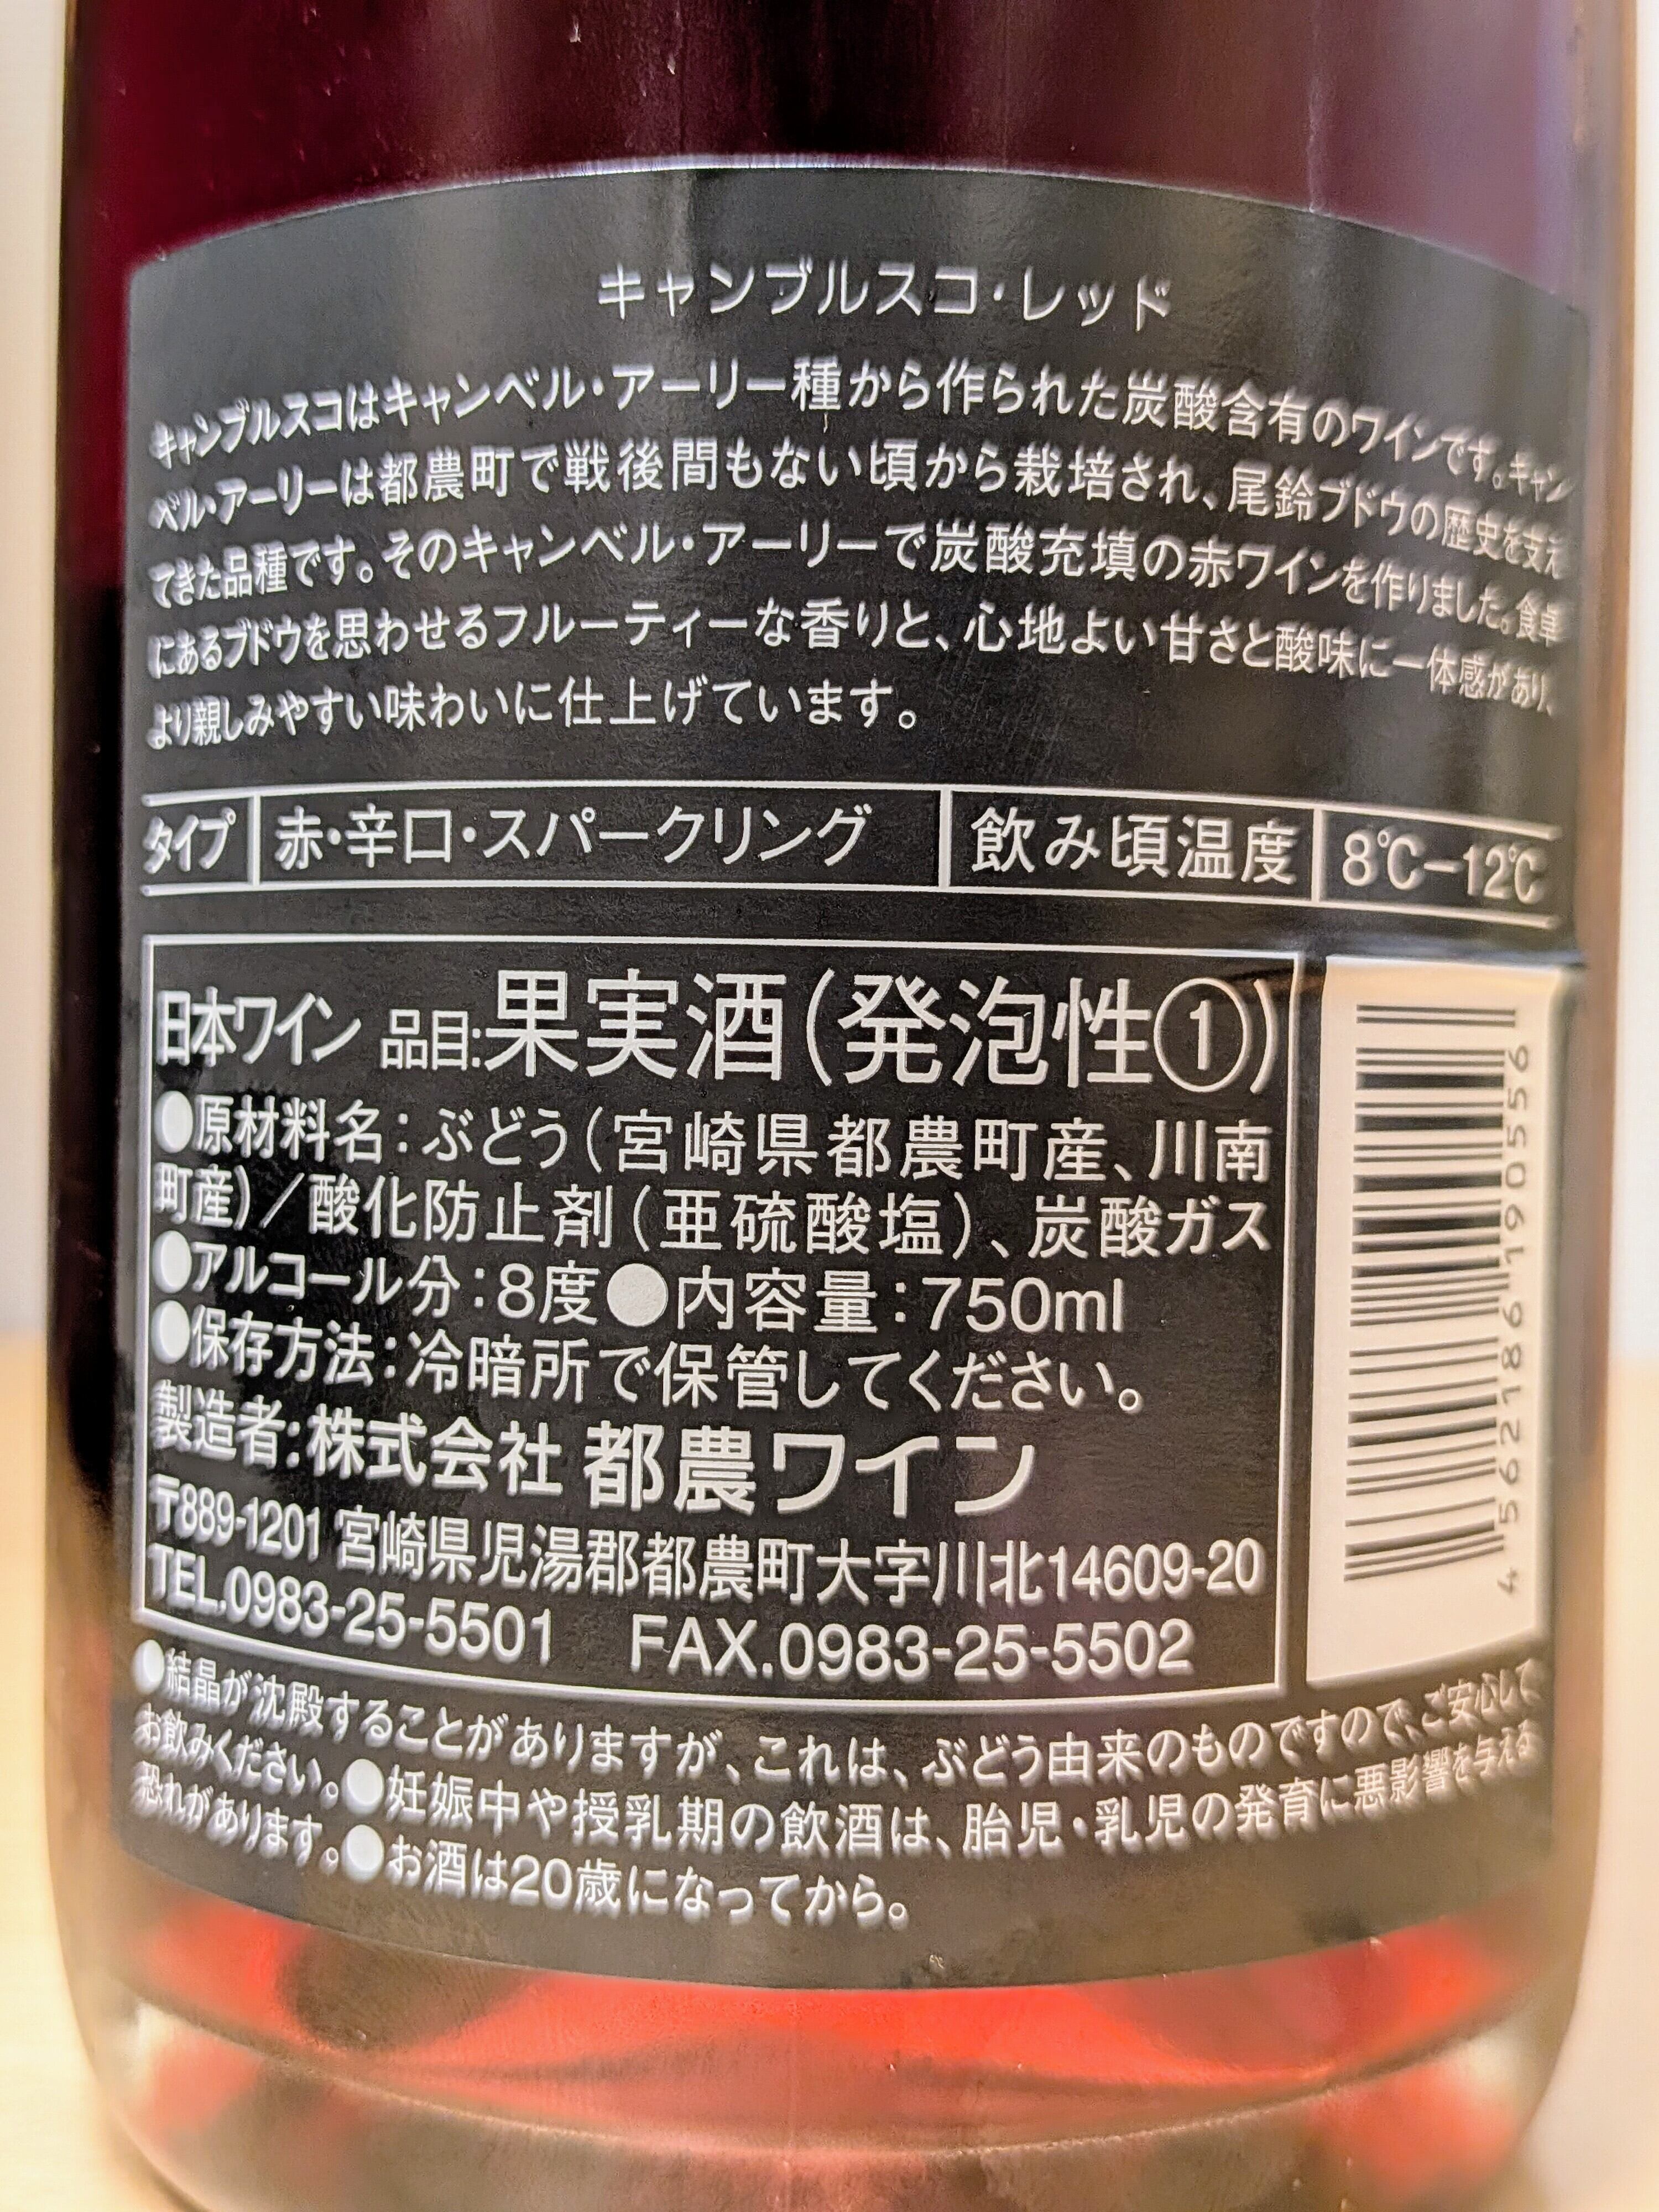 キャンブルスコ・レッド
キャンブルスコはキャンベル・アーリー種から作られた炭酸含有のワインです。キャン
ベル・アーリーは都農町で戦後間もない頃から栽培され、尾鈴ブドウの歴史を支え
てきた品種です。そのキャンベル・アーリーで炭酸充填の赤ワインを作りました。食卓
にあるブドウを思わせるフルーティーな香りと、心地よい甘さと酸味に一体感があり、
より親しみやすい味わいに仕上げています。
タイプ 赤・辛口・スパークリング 飲み頃温度 8℃−12℃
日本ワイン 品目:果実酒(発泡性①)
●原材料名:ぶどう(宮崎県都農町産、川南
町産)/酸化防止剤(亜硫酸塩)、炭酸ガス
●アルコール分:8度●内容量:750ml
●保存方法:冷暗所で保管してください。
製造者:株式会社 都農ワイン
〒889-1201 宮崎県児湯郡都農町大字川北14609-20
TEL.0983-25-5501 FAX.0983-25-5502
4 562186 190556
●結晶が沈殿することがありますが、これは、ぶどう由来のものですので、ご安心して
お飲みください。●妊娠中や授乳期の飲酒は、胎児・乳児の発育に悪影響を与える
恐れがあります。●お酒は20歳になってから。